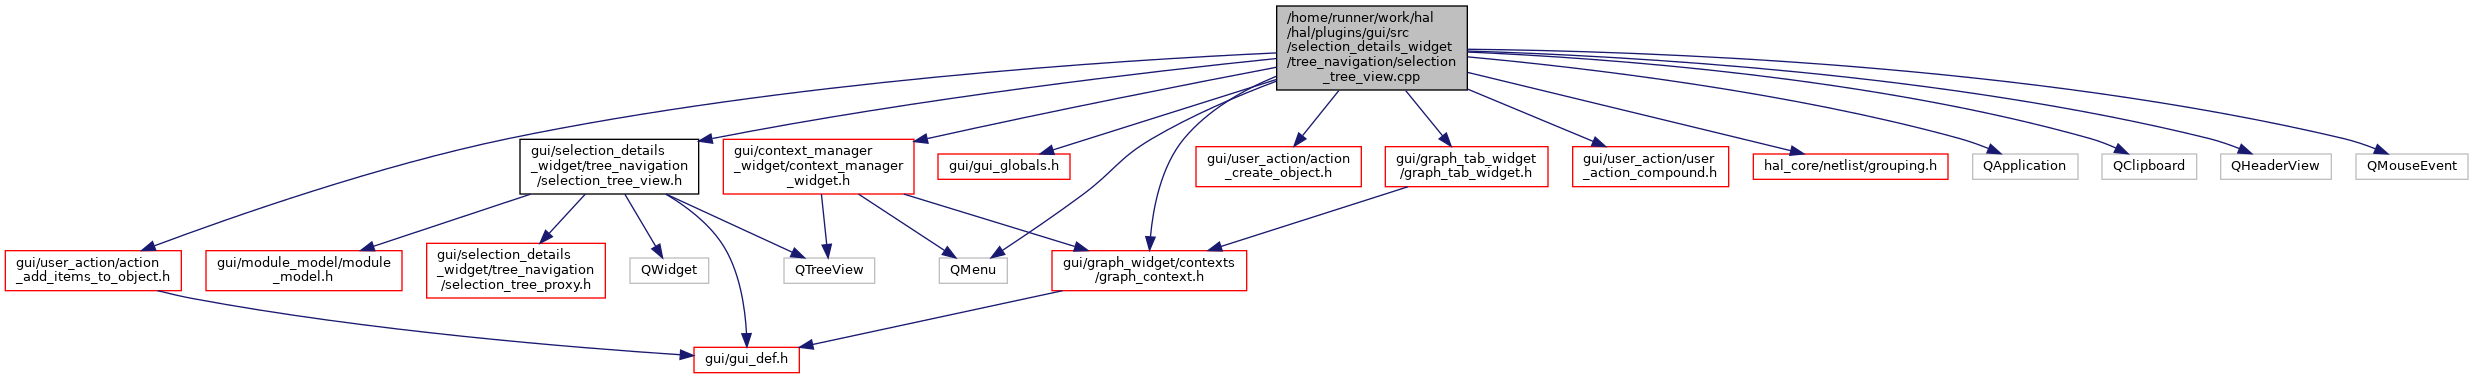 /home/runner/work/hal
/hal/plugins/gui/src
/selection_details_widget
/tree_navigation/selection
_tree_view.cpp
gui/selection_details
_widget/tree_navigation
/selection_tree_view.h
gui/context_manager
_widget/context_manager
_widget.h
gui/gui_globals.h
gui/user_action/action
_create_object.h
gui/graph_tab_widget
/graph_tab_widget.h
gui/user_action/user
_action_compound.h
hal_core/netlist/grouping.h
QApplication
QClipboard
QHeaderView
QMouseEvent
gui/user_action/action
_add_items_to_object.h
gui/module_model/module
_model.h
gui/selection_details
_widget/tree_navigation
/selection_tree_proxy.h
QWidget
QTreeView
QMenu
gui/graph_widget/contexts
/graph_context.h
gui/gui_def.h